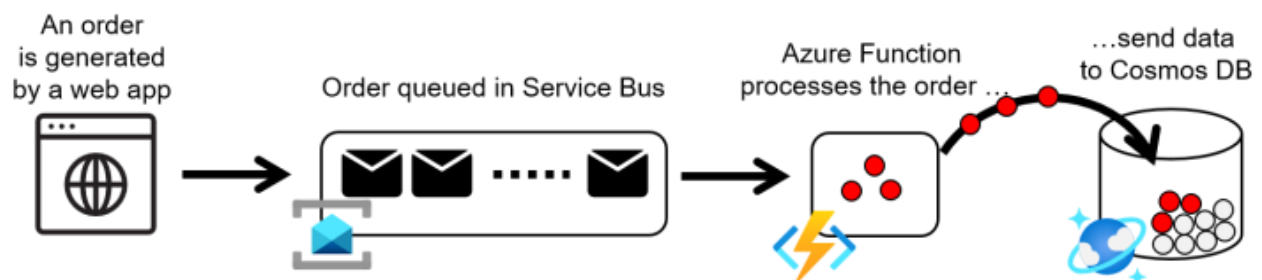 An order
is generated
by a web app
Order queued in Service Bus
Azure Function
processes the order ...
...send data
to Cosmos DB